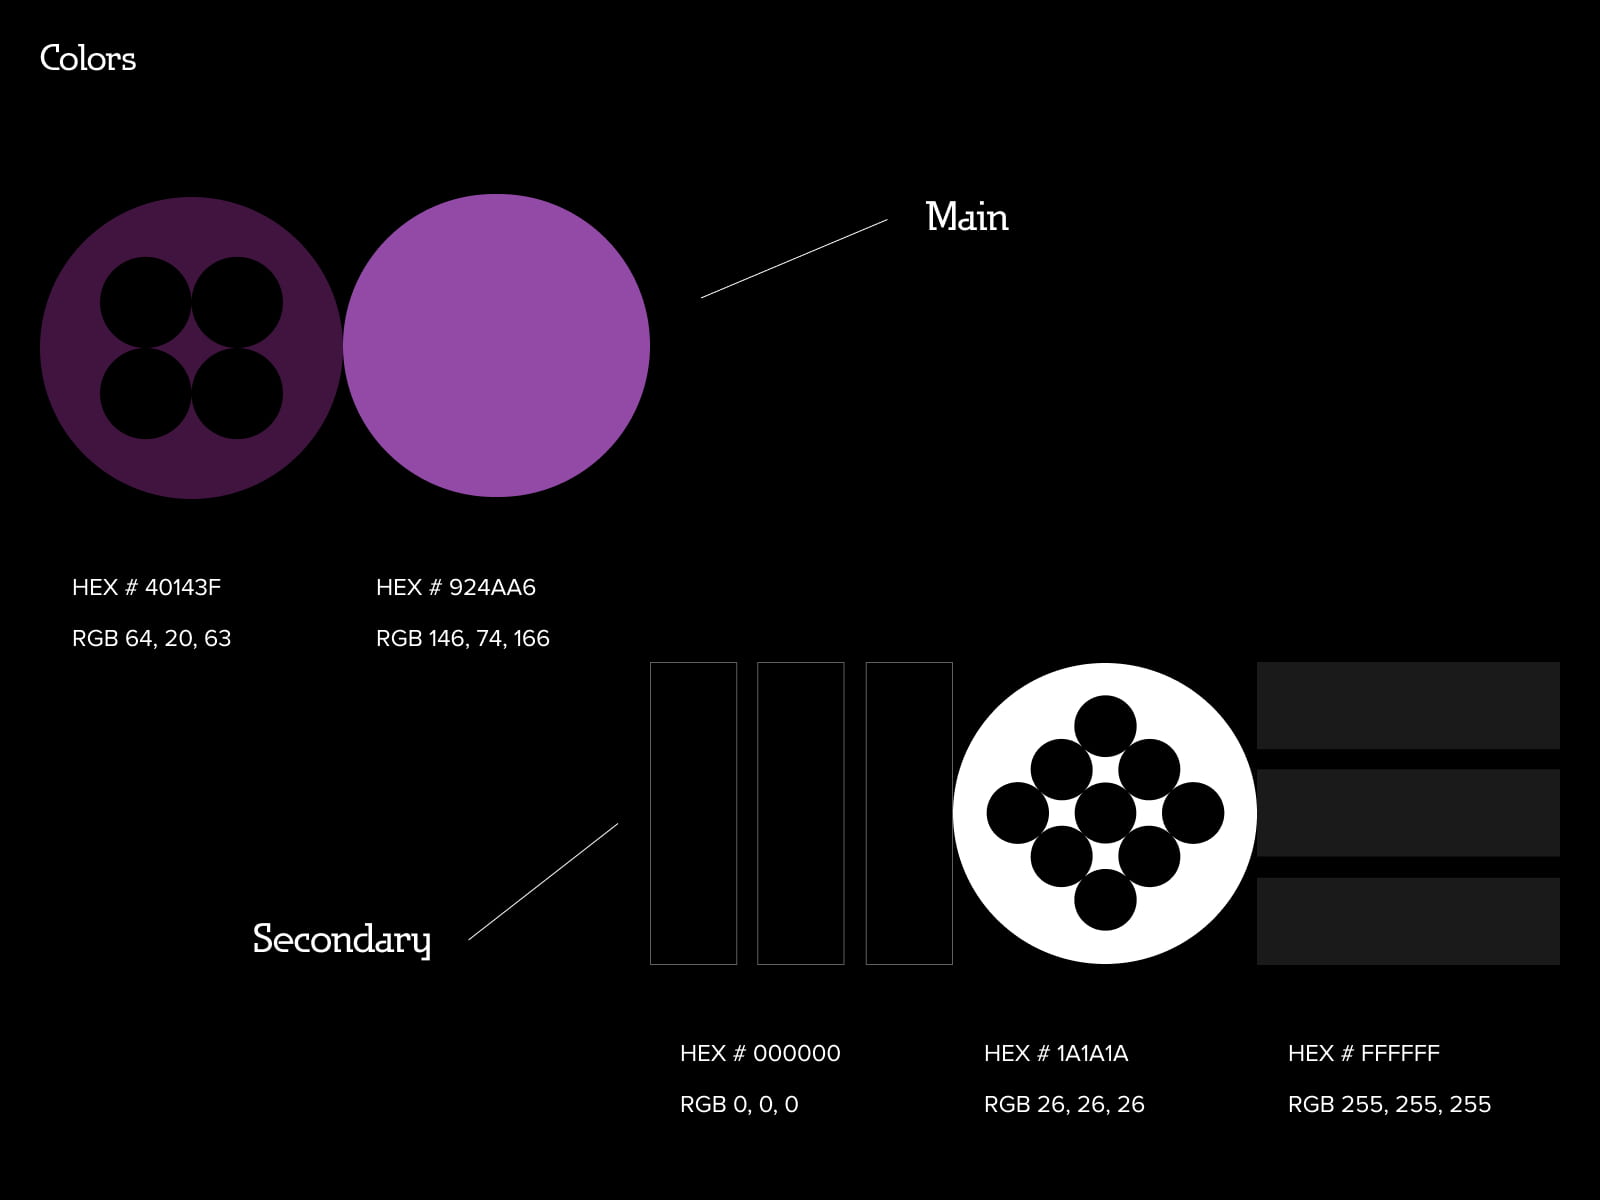 Colors
Main
HEX # 40143F
RGB 64, 20, 63
HEX # 924AA6
RGB 146, 74, 166
Secondary
HEX # 000000
RGB 0, 0, 0
HEX # 1A1A1A
RGB 26, 26, 26
HEX # FFFFFF
RGB 255, 255, 255